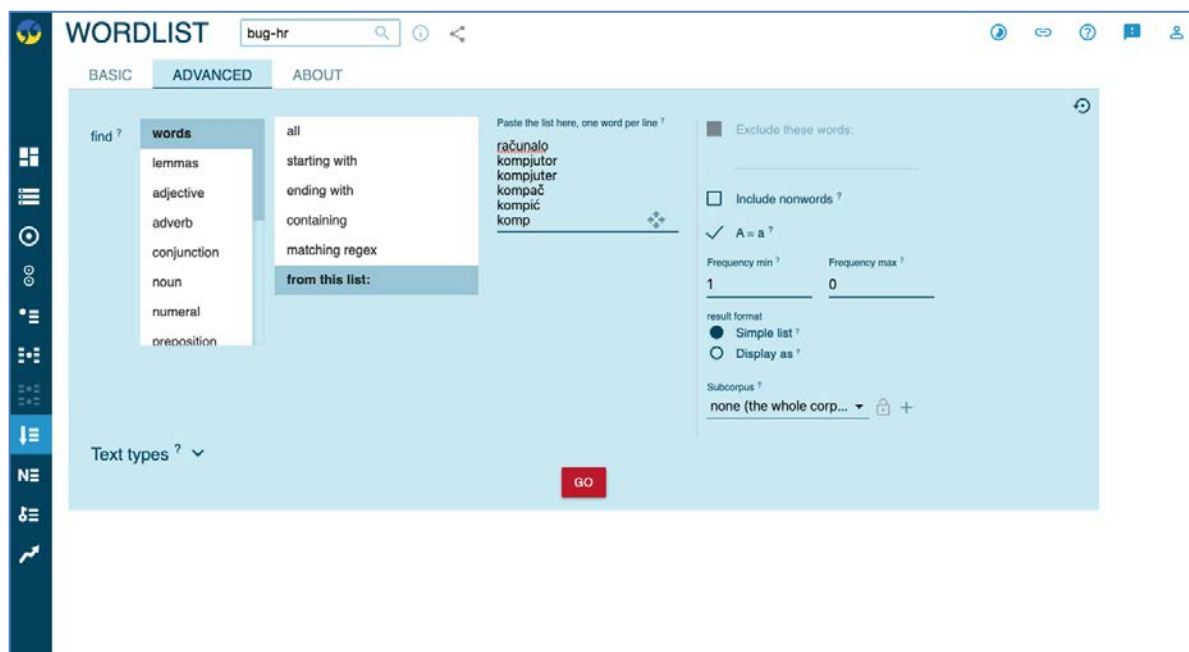 WORDLIST
bug-hr
BASIC
ADVANCED
ABOUT
find ?
words
lemmas
adjective
adverb
conjunction
noun
numeral
preposition
all
starting with
ending with
containing
matching regex
from this list:
Paste the list here, one word per line ?
računalo
kompjutor
kompjuter
kompač
kompić
komp
Exclude these words:
Include nonwords ?
A = a ?
Frequency min ?
1
Frequency max ?
0
result format
Simple list ?
Display as ?
Subcorpus ?
none (the whole corp...
Text types ?
GO